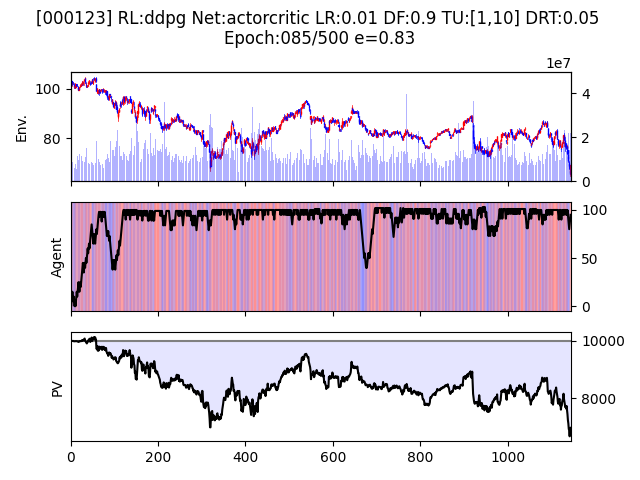 [000123] RL:ddpg Net:actorcritic LR:0.01 DF:0.9 TU:[1,10] DRT:0.05
Epoch:085/500 e=0.83
1e7
100
80
Env.
4
2
0
Agent
100
50
0
PV
10000
8000
0
200
400
600
800
1000